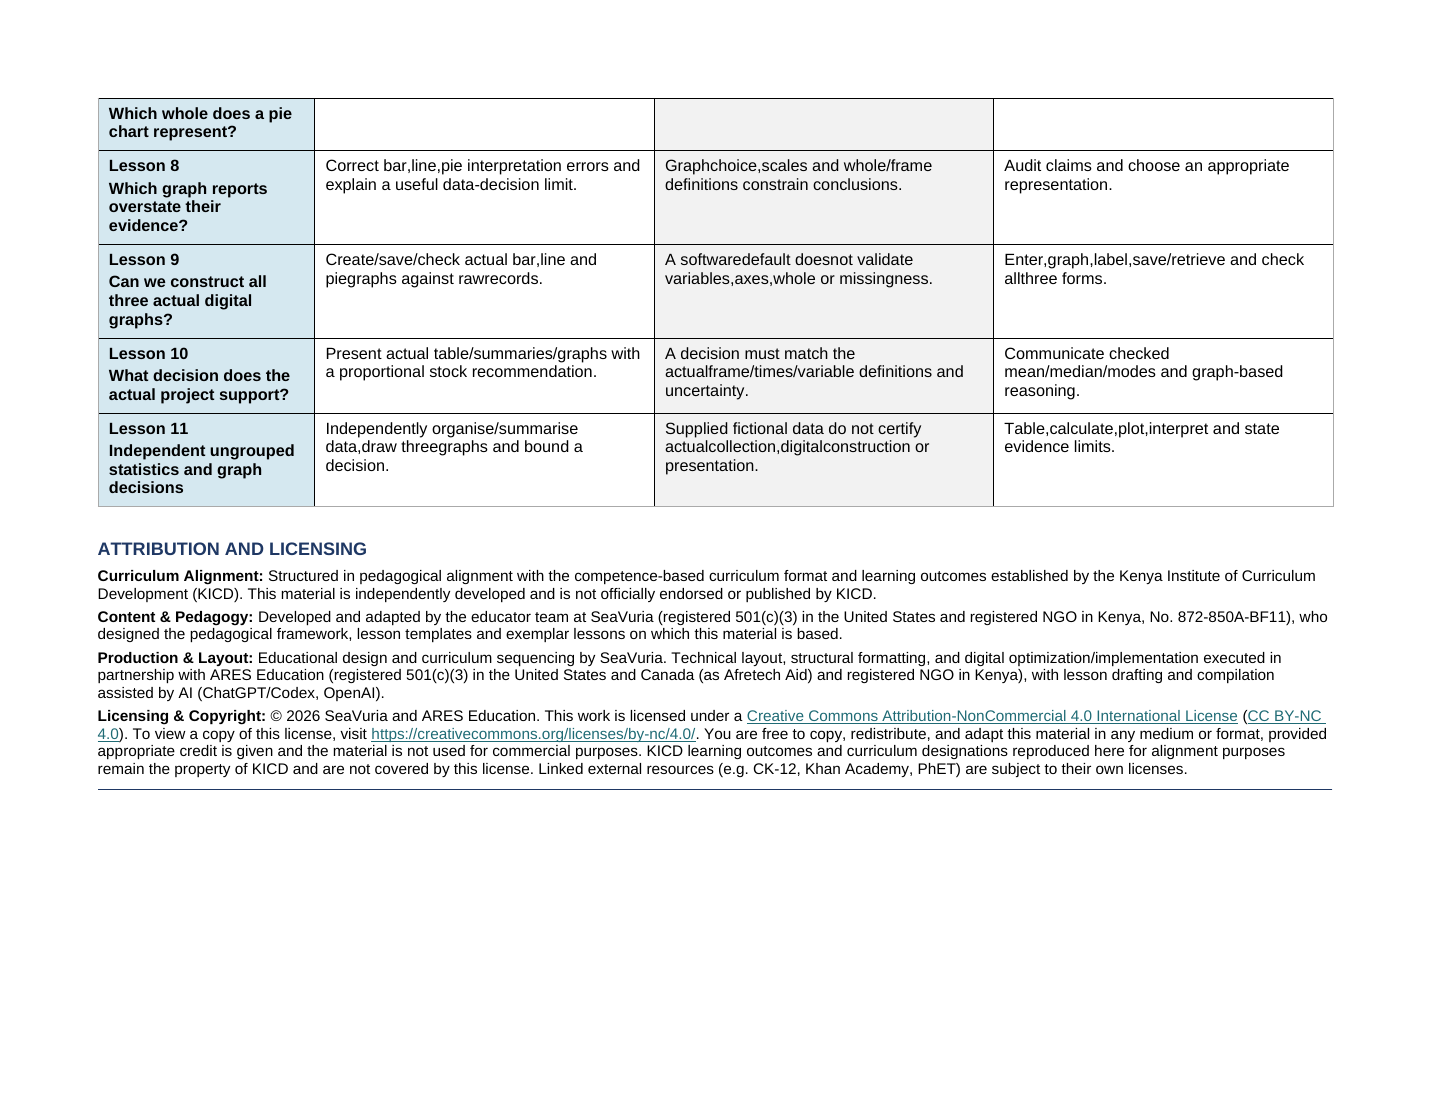 Which whole does a pie
chart represent?
Lesson 8
Which graph reports
overstate their
evidence?
Correct bar,line,pie interpretation errors and
explain a useful data-decision limit.
Graphchoice,scales and whole/frame
definitions constrain conclusions.
Audit claims and choose an appropriate
representation.
Lesson 9
Can we construct all
three actual digital
graphs?
Create/save/check actual bar,line and
piegraphs against rawrecords.
A softwaredefault doesnot validate
variables,axes,whole or missingness.
Enter,graph,label,save/retrieve and check
allthree forms.
Lesson 10
What decision does the
actual project support?
Present actual table/summaries/graphs with
a proportional stock recommendation.
A decision must match the
actualframe/times/variable definitions and
uncertainty.
Communicate checked
mean/median/modes and graph-based
reasoning.
Lesson 11
Independent ungrouped
statistics and graph
decisions
Independently organise/summarise
data,draw threegraphs and bound a
decision.
Supplied fictional data do not certify
actualcollection,digitalconstruction or
presentation.
Table,calculate,plot,interpret and state
evidence limits.
ATTRIBUTION AND LICENSING
Curriculum Alignment: Structured in pedagogical alignment with the competence-based curriculum format and learning outcomes established by the Kenya Institute of Curriculum
Development (KICD). This material is independently developed and is not officially endorsed or published by KICD.
Content & Pedagogy: Developed and adapted by the educator team at SeaVuria (registered 501(c)(3) in the United States and registered NGO in Kenya, No. 872-850A-BF11), who
designed the pedagogical framework, lesson templates and exemplar lessons on which this material is based.
Production & Layout: Educational design and curriculum sequencing by SeaVuria. Technical layout, structural formatting, and digital optimization/implementation executed in
partnership with ARES Education (registered 501(c)(3) in the United States and Canada (as Afretech Aid) and registered NGO in Kenya), with lesson drafting and compilation
assisted by AI (ChatGPT/Codex, OpenAI).
Licensing & Copyright: © 2026 SeaVuria and ARES Education. This work is licensed under a Creative Commons Attribution-NonCommercial 4.0 International License (CC BY-NC
4.0). To view a copy of this license, visit https://creativecommons.org/licenses/by-nc/4.0/. You are free to copy, redistribute, and adapt this material in any medium or format, provided
appropriate credit is given and the material is not used for commercial purposes. KICD learning outcomes and curriculum designations reproduced here for alignment purposes
remain the property of KICD and are not covered by this license. Linked external resources (e.g. CK-12, Khan Academy, PhET) are subject to their own licenses.